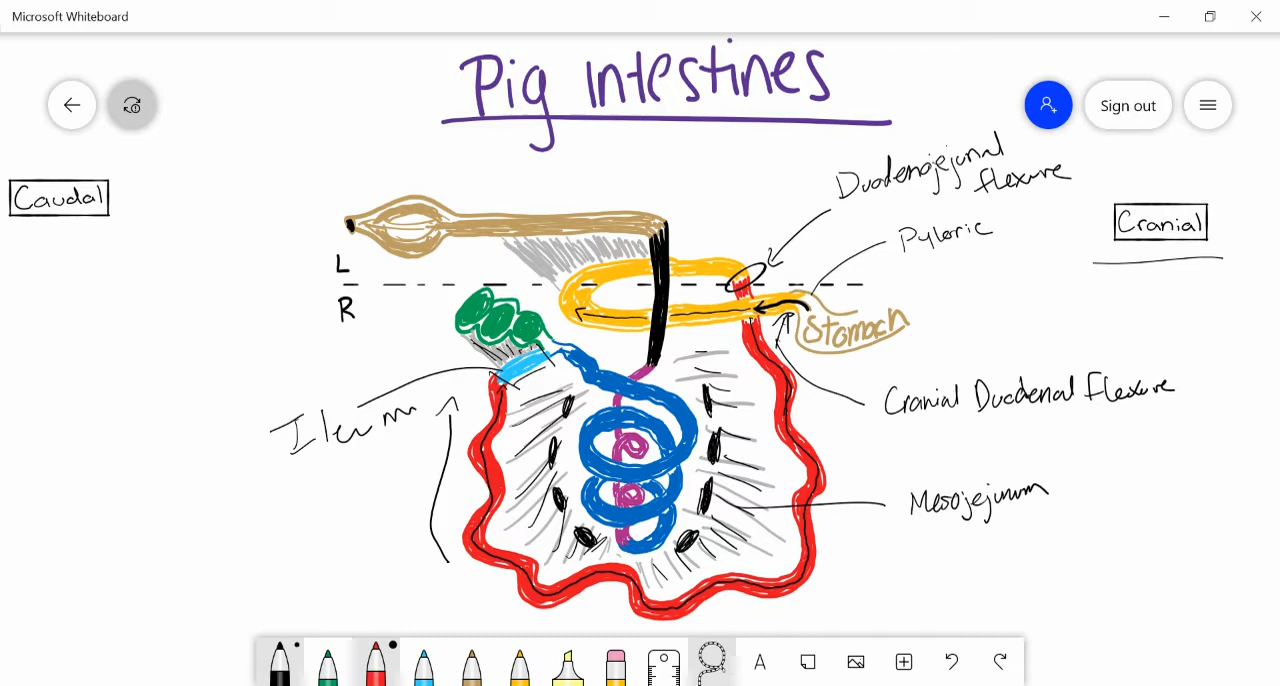 Microsoft Whiteboard
Pig Intestines
Sign out
Duodenojejunal
flexure
Caudal
Cranial
Pyloric
L
R
Stomach
Cranial Duodenal flexure
Ileum
Mesojejunum
A